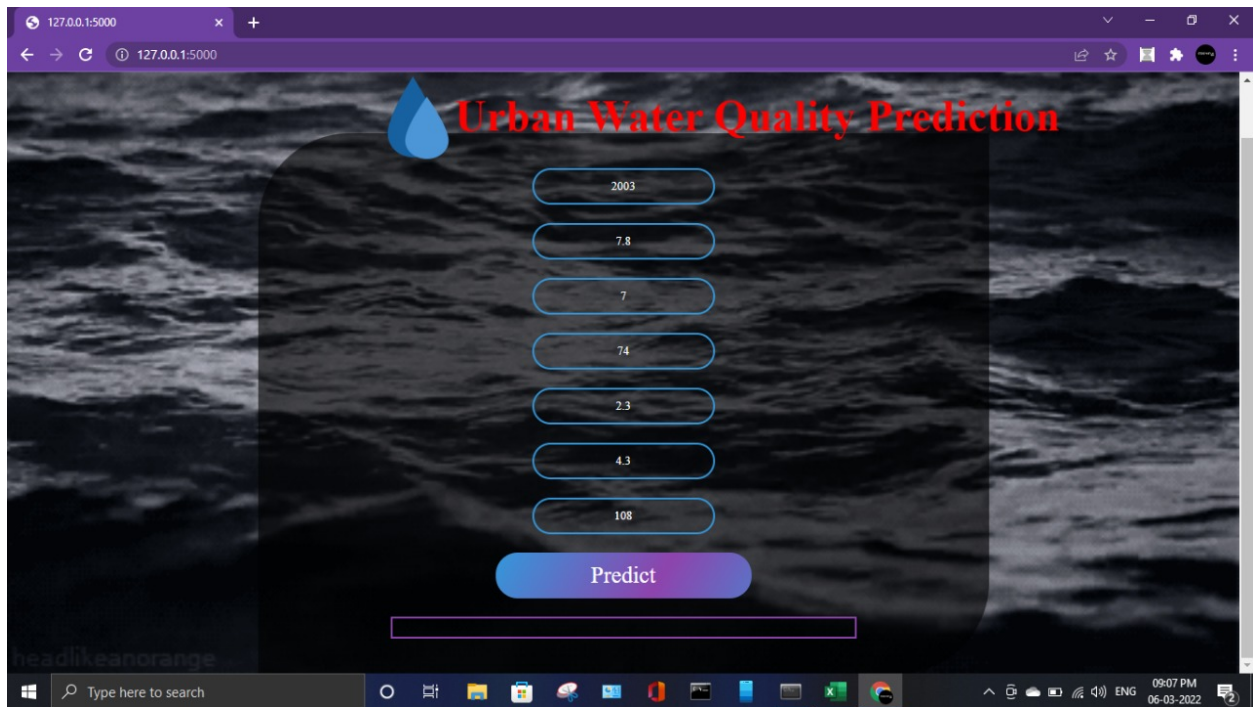 127.0.0.1:5000
127.0.0.1:5000
Urban Water Quality Prediction
2003
7.8
7
74
2.3
4.3
108
Predict
headlikeanorange
Type here to search
ENG
09:07 PM
06-03-2022
2